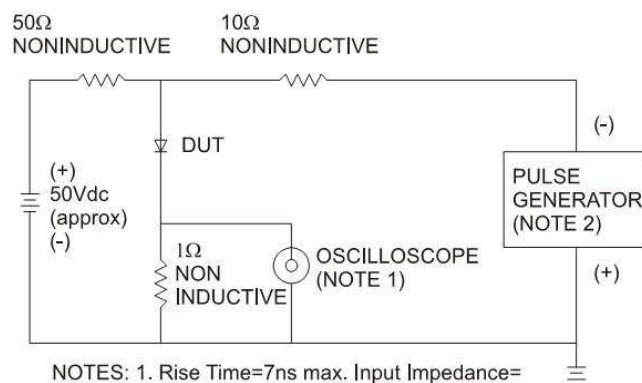 50Ω
NONINDUCTIVE
10Ω
NONINDUCTIVE
DUT
(+)
50Vdc
(approx)
(-)
1Ω
NON
INDUCTIVE
OSCILLOSCOPE
(NOTE 1)
(-)
PULSE
GENERATOR
(NOTE 2)
(+)
NOTES: 1. Rise Time=7ns max. Input Impedance=